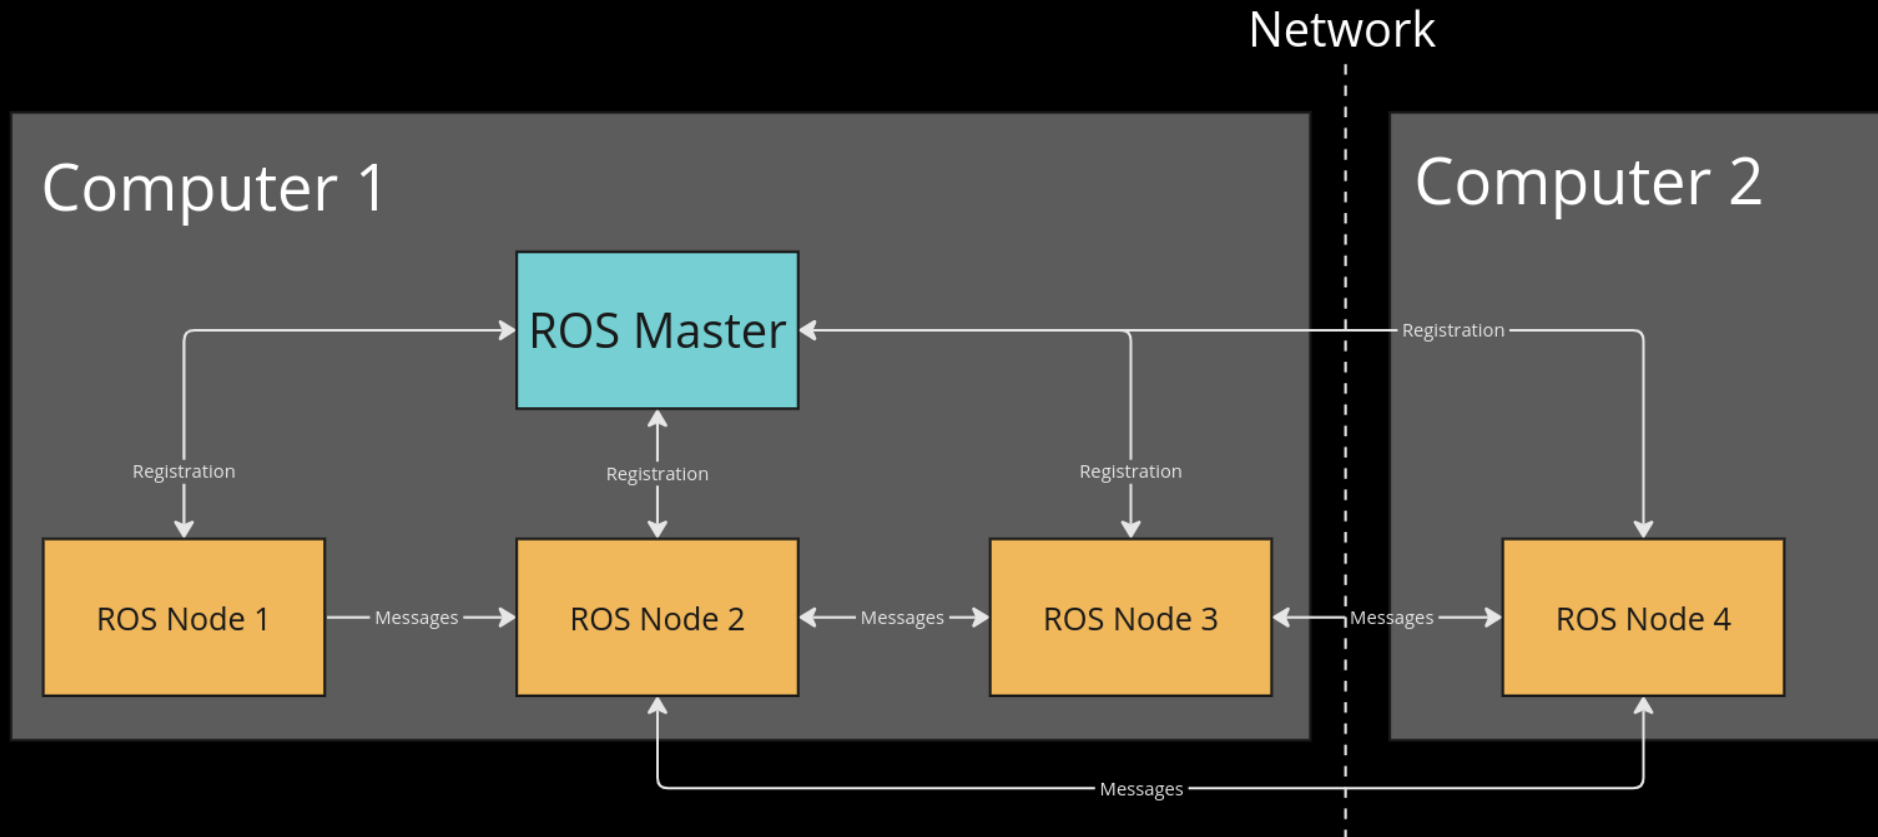 Network
Computer 1
Computer 2
ROS Master
Registration
Registration
Registration
Registration
ROS Node 1
Messages
ROS Node 2
Messages
ROS Node 3
Messages
ROS Node 4
Messages